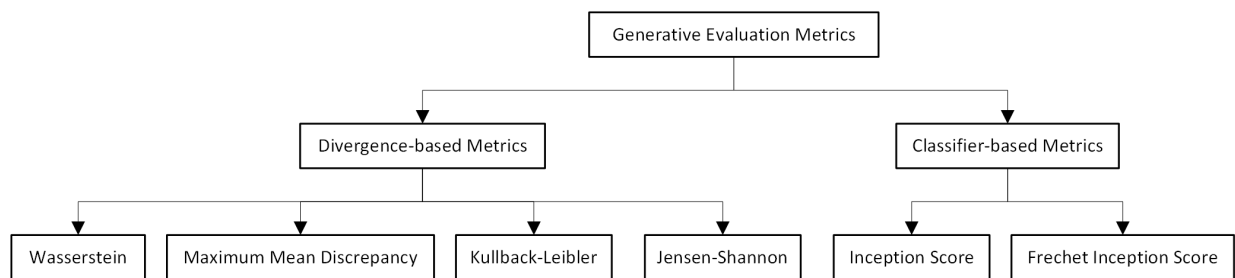 Generative Evaluation Metrics
Divergence-based Metrics
Classifier-based Metrics
Wasserstein
Maximum Mean Discrepancy
Kullback-Leibler
Jensen-Shannon
Inception Score
Frechet Inception Score